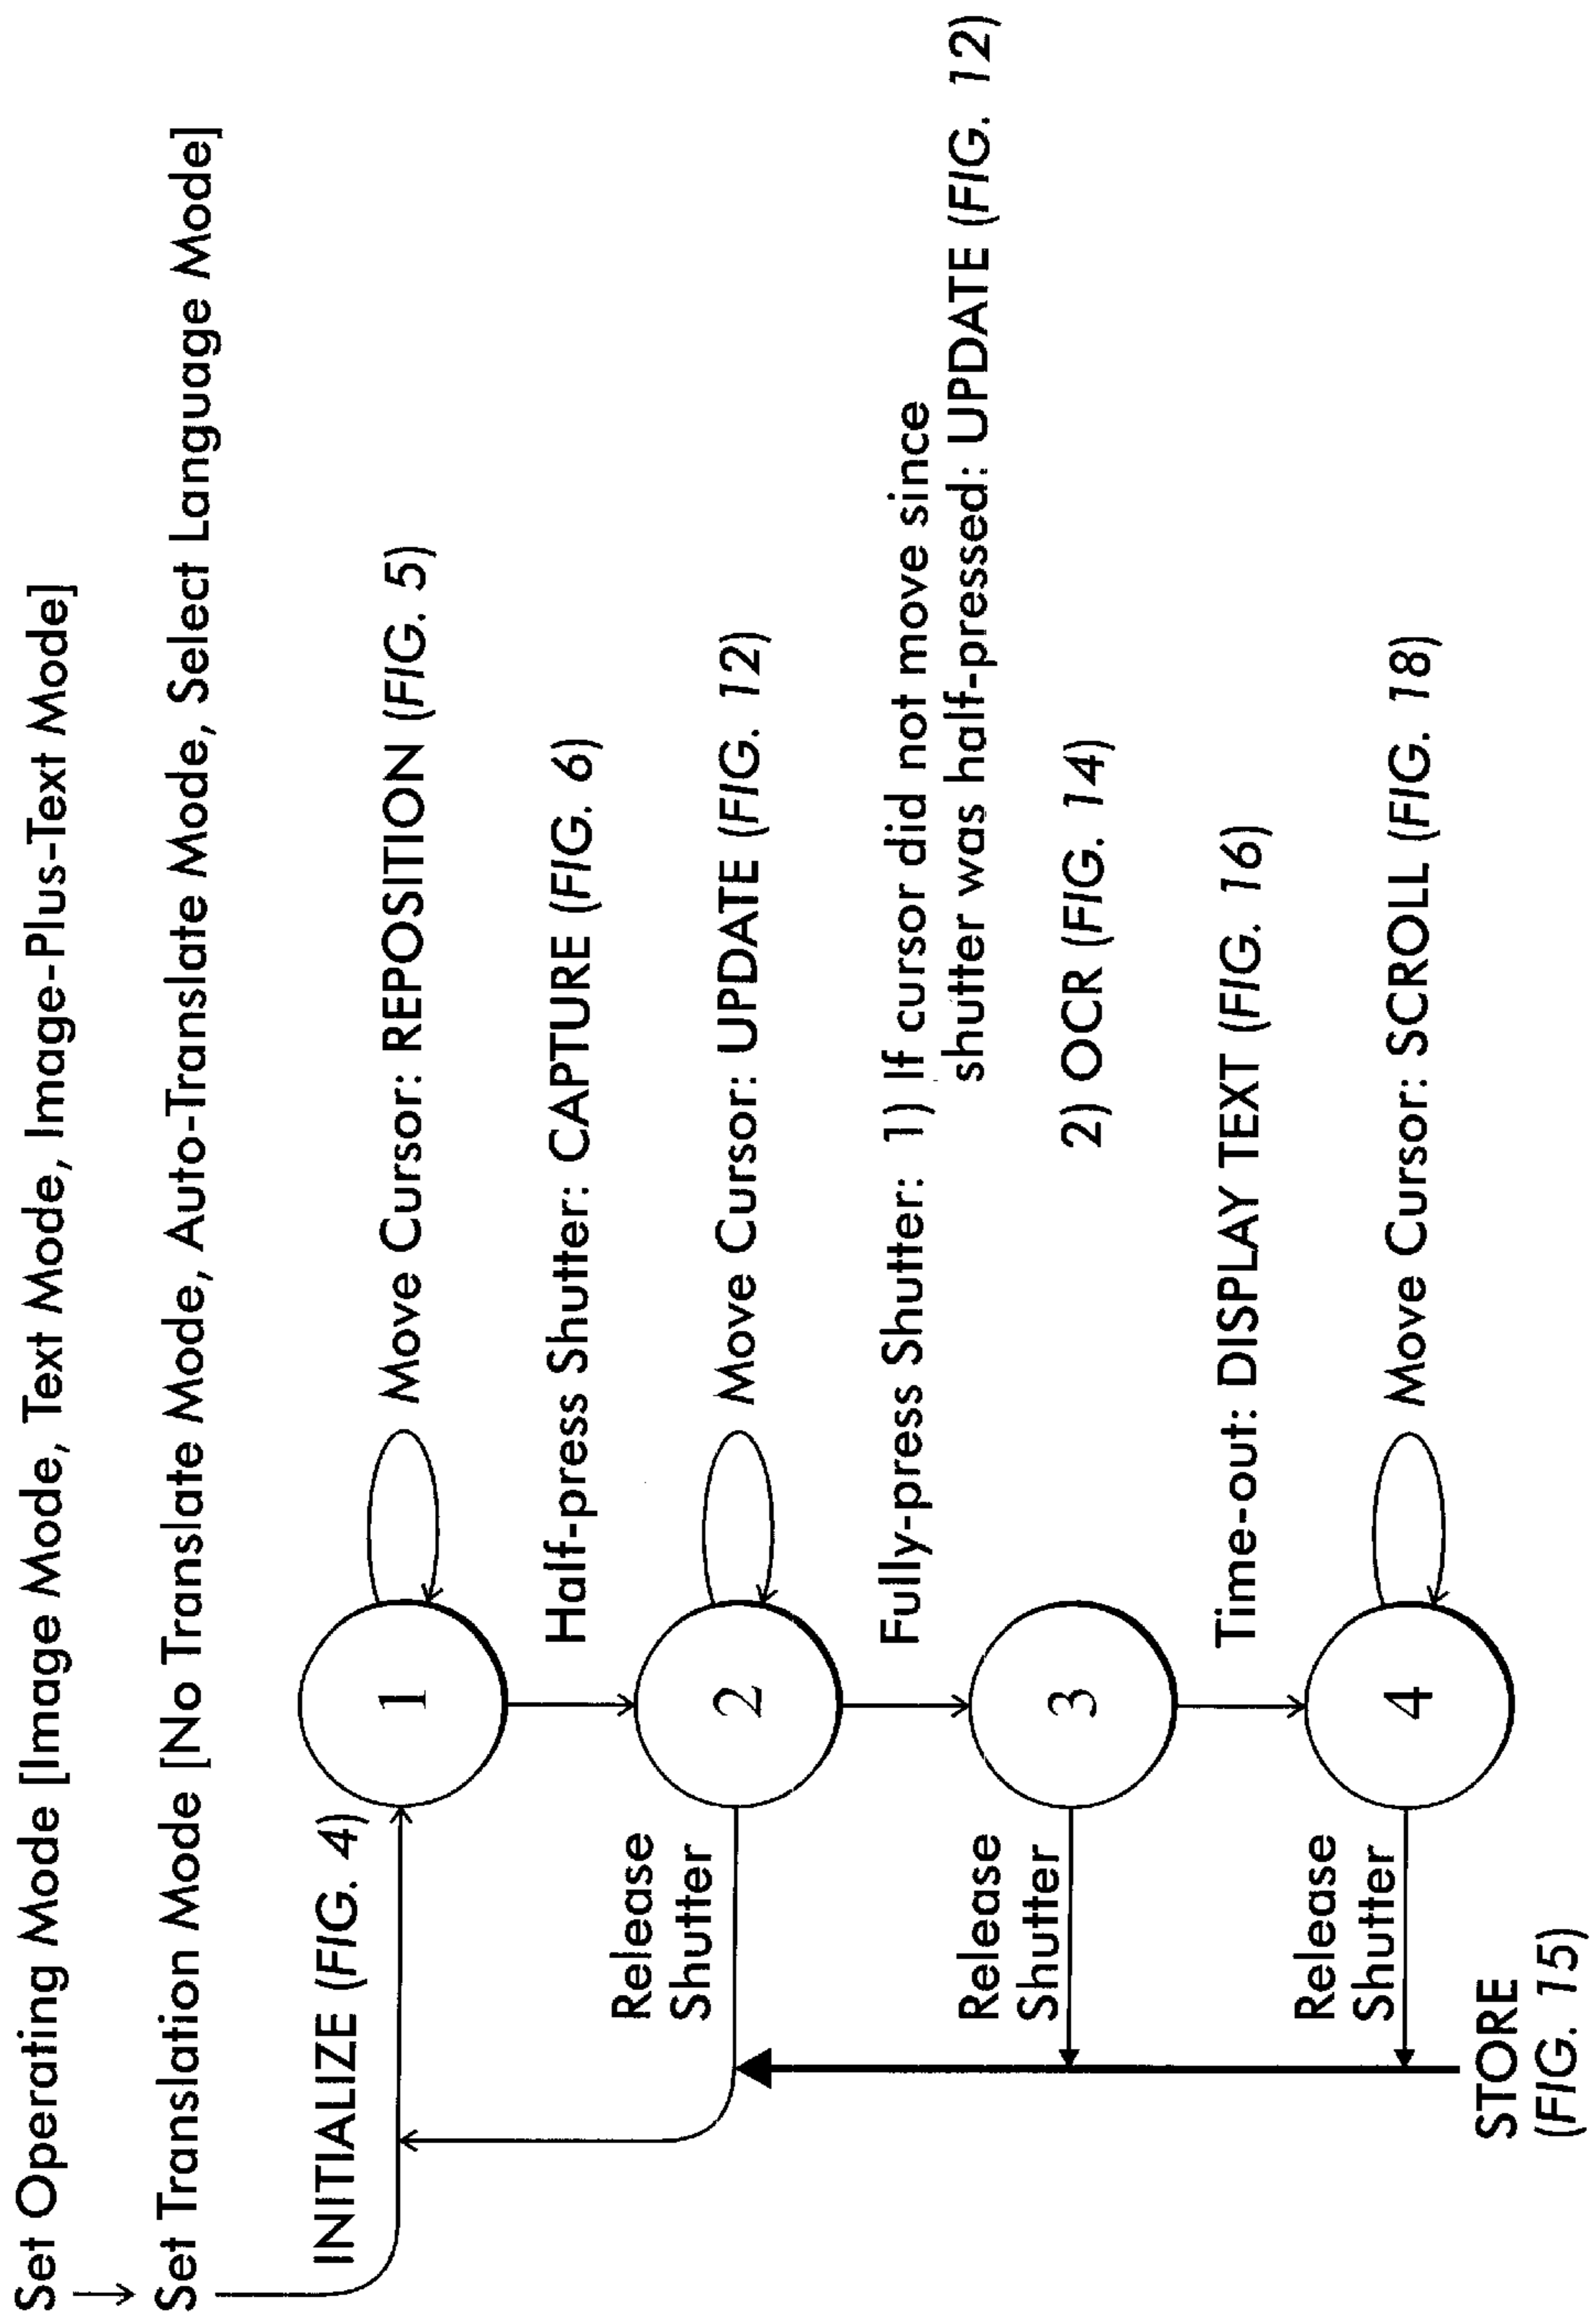 Set Operating Mode [Image Mode, Text Mode, Image-Plus-Text Mode]
Set Translation Mode [No Translate Mode, Auto-Translate Mode, Select Language Mode]
INITIALIZE (FIG. 4)
1
Move Cursor: REPOSITION (FIG. 5)
Half-press Shutter: CAPTURE (FIG. 6)
Release
Shutter
2
Move Cursor: UPDATE (FIG. 12)
Fully-press Shutter: 1) If cursor did not move since
shutter was half-pressed: UPDATE (FIG. 12)
Release
Shutter
3
2) OCR (FIG. 14)
Time-out: DISPLAY TEXT (FIG. 16)
Release
Shutter
4
Move Cursor: SCROLL (FIG. 18)
STORE
(FIG. 15)